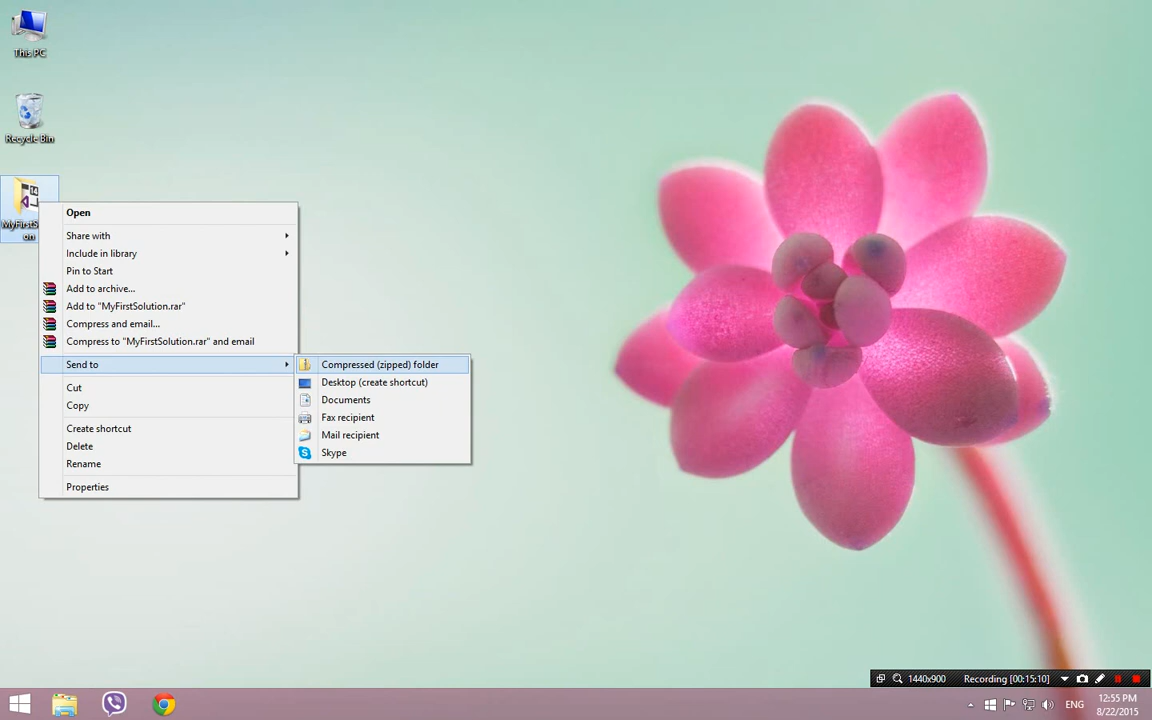 This PC
Recycle Bin
MyFirstS
on
Open
Share with
Include in library
Pin to Start
Add to archive...
Add to "MyFirstSolution.rar"
Compress and email...
Compress to "MyFirstSolution.rar" and email
Send to
Cut
Copy
Create shortcut
Delete
Rename
Properties
Compressed (zipped) folder
Desktop (create shortcut)
Documents
Fax recipient
Mail recipient
Skype
1440x900 Recording [00:15:10]
ENG
12:55 PM
8/22/2015